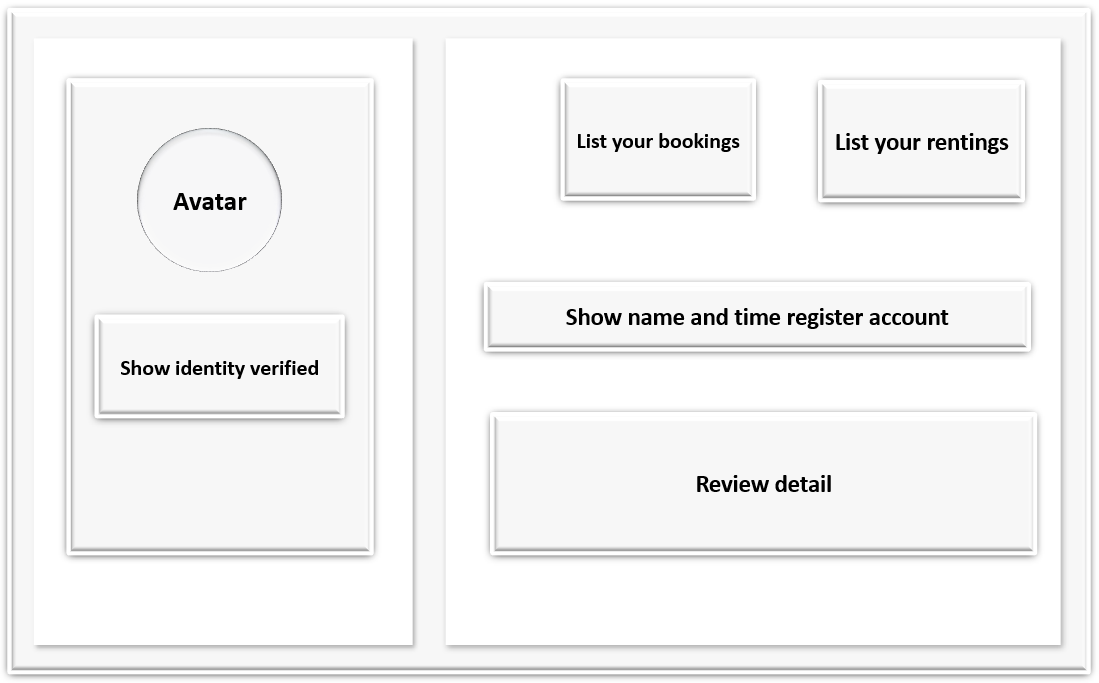 Avatar
Show identity verified
List your bookings
List your rentings
Show name and time register account
Review detail